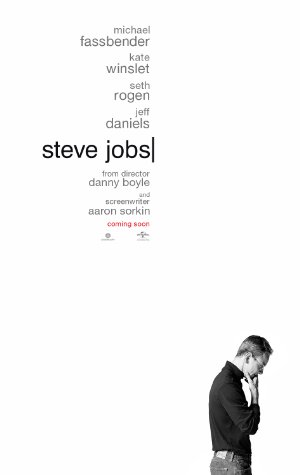 michael
fassbender
kate
winslet
seth
rogen
jeff
daniels
steve jobs|
from director
danny boyle
and
screenwriter
aaron sorkin
coming soon